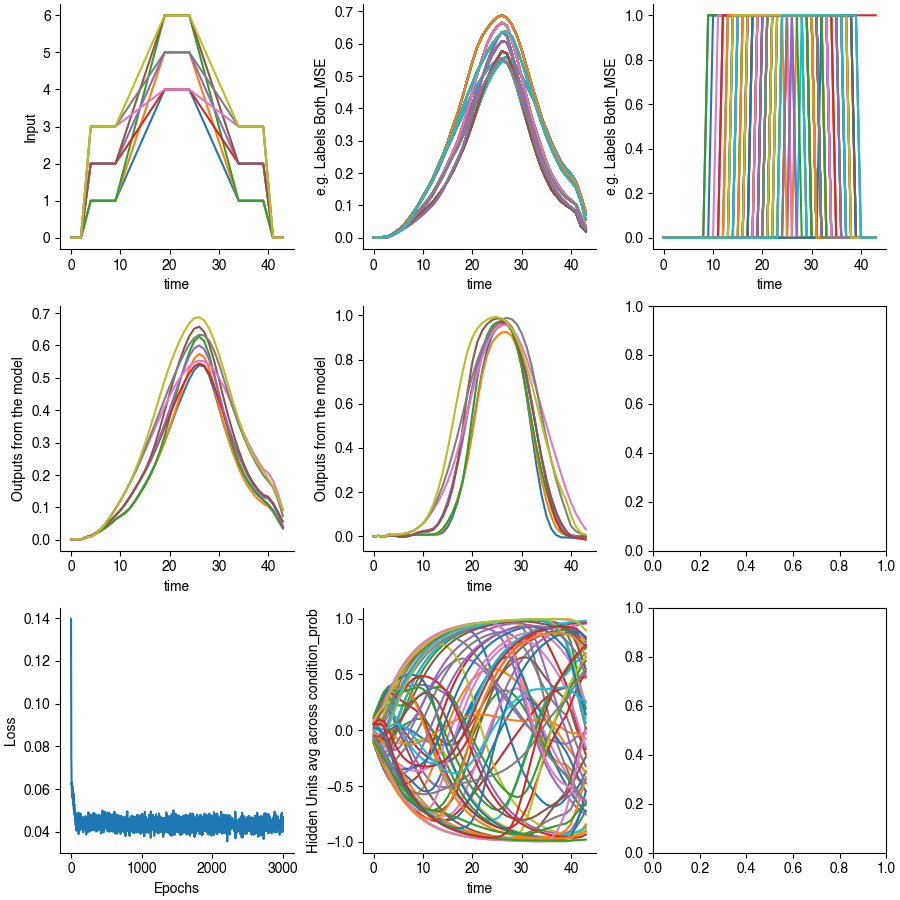 Input
6
5
4
3
2
1
0
0 10 20 30 40
time
e.g. Labels Both_MSE
0.7
0.6
0.5
0.4
0.3
0.2
0.1
0.0
0 10 20 30 40
time
e.g. Labels Both_MSE
1.0
0.8
0.6
0.4
0.2
0.0
0 10 20 30 40
time
Outputs from the model
0.7
0.6
0.5
0.4
0.3
0.2
0.1
0.0
0 10 20 30 40
time
Outputs from the model
1.0
0.8
0.6
0.4
0.2
0.0
0 10 20 30 40
time
1.0
0.8
0.6
0.4
0.2
0.0
0.0 0.2 0.4 0.6 0.8 1.0
Loss
0.14
0.12
0.10
0.08
0.06
0.04
0 1000 2000 3000
Epochs
Hidden Units avg across condition_prob
1.0
0.5
0.0
−0.5
−1.0
0 10 20 30 40
time
1.0
0.8
0.6
0.4
0.2
0.0
0.0 0.2 0.4 0.6 0.8 1.0